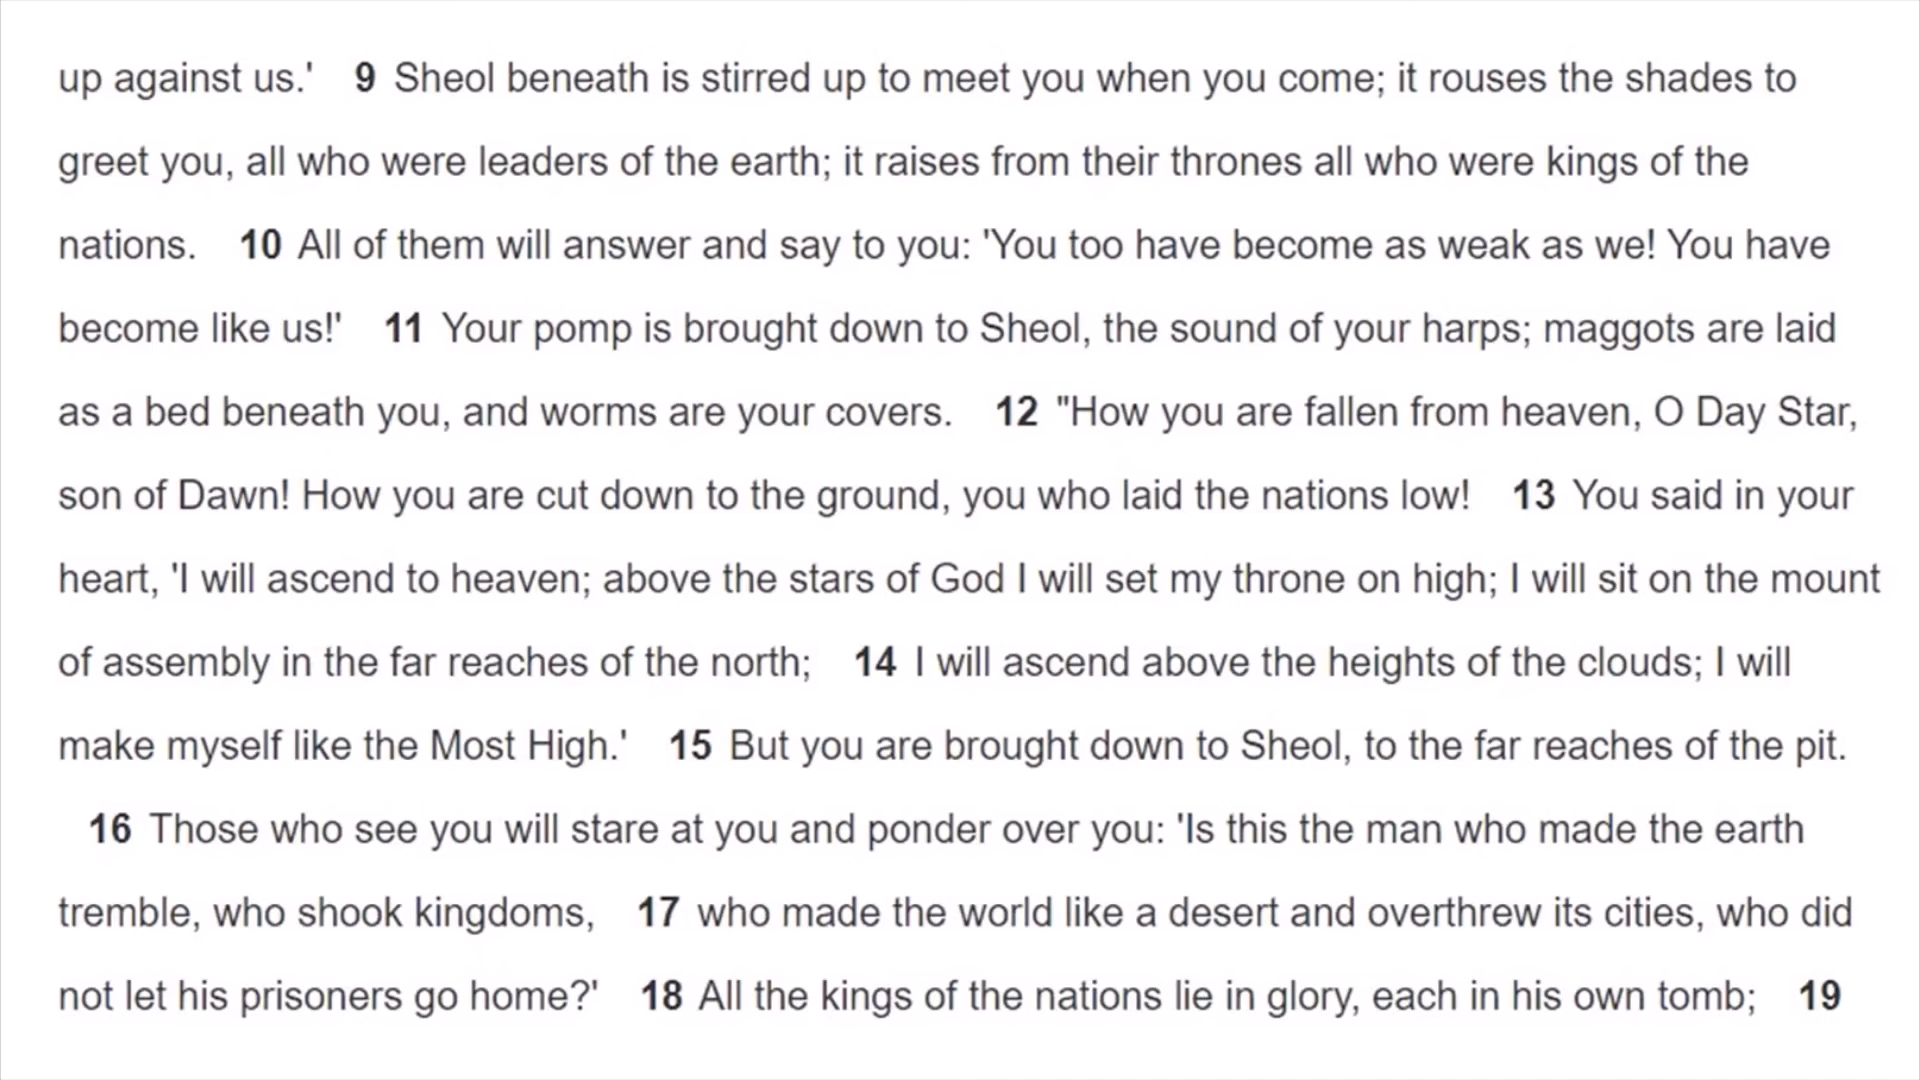 up against us.' 9 Sheol beneath is stirred up to meet you when you come; it rouses the shades to
greet you, all who were leaders of the earth; it raises from their thrones all who were kings of the
nations. 10 All of them will answer and say to you: 'You too have become as weak as we! You have
become like us!' 11 Your pomp is brought down to Sheol, the sound of your harps; maggots are laid
as a bed beneath you, and worms are your covers. 12 "How you are fallen from heaven, O Day Star,
son of Dawn! How you are cut down to the ground, you who laid the nations low! 13 You said in your
heart, 'I will ascend to heaven; above the stars of God I will set my throne on high; I will sit on the mount
of assembly in the far reaches of the north; 14 I will ascend above the heights of the clouds; I will
make myself like the Most High.' 15 But you are brought down to Sheol, to the far reaches of the pit.
16 Those who see you will stare at you and ponder over you: 'Is this the man who made the earth
tremble, who shook kingdoms, 17 who made the world like a desert and overthrew its cities, who did
not let his prisoners go home?' 18 All the kings of the nations lie in glory, each in his own tomb; 19